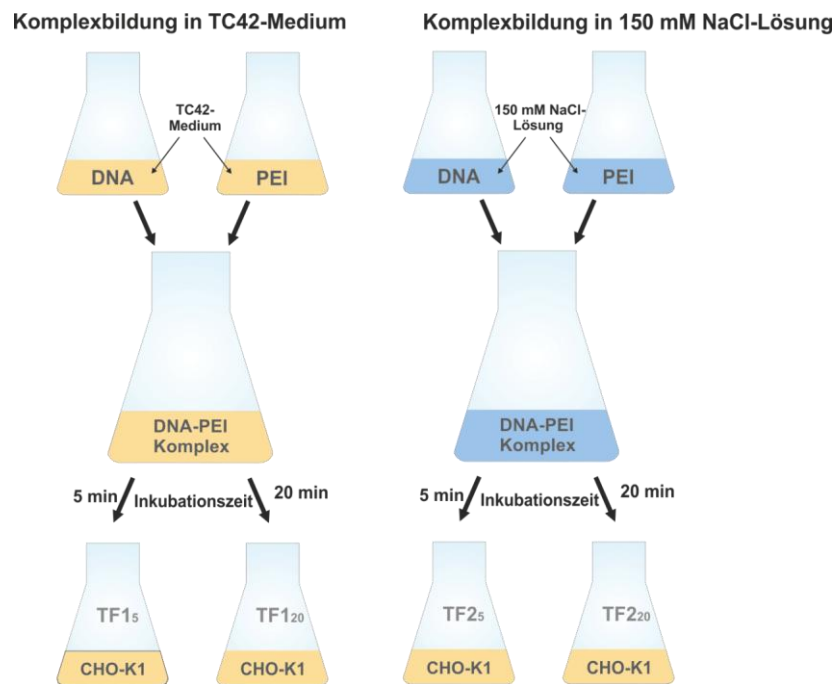 Komplexbildung in TC42-Medium
TC42-
Medium
DNA
PEI
DNA-PEI
Komplex
5 min
Inkubationszeit
20 min
TF15
CHO-K1
TF120
CHO-K1
Komplexbildung in 150 mM NaCl-Lösung
150 mM NaCl-
Lösung
DNA
PEI
DNA-PEI
Komplex
5 min
Inkubationszeit
20 min
TF25
CHO-K1
TF220
CHO-K1